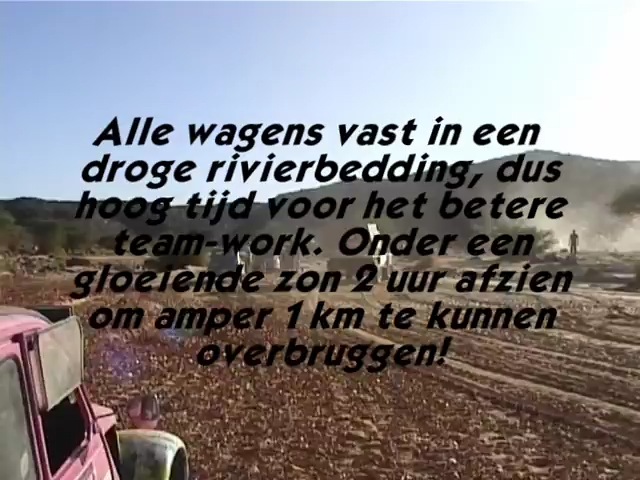 Alle wagens vast in een
droge rivierbedding, dus
hoog tijd voor het betere
team-work. Onder een
gloeiende zon 2 uur afzien
om amper 1 km te kunnen
overbruggen!